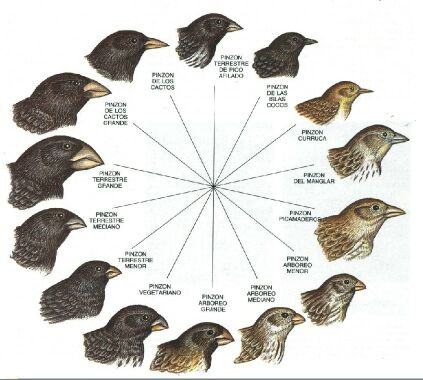 PINZON
TERRESTRE
DE PICO
AFILADO
PINZON
DE LAS
ISLAS
COCOS
PINZON
CURRUCA
PINZON
DEL MANGLAR
PINZON
PICAMADEROS
PINZON
ARBOREO
MENOR
PINZON
ARBOREO
MEDIANO
PINZON
ARBOREO
GRANDE
PINZON
VEGETARIANO
PINZON
TERRESTRE
MENOR
PINZON
TERRESTRE
MEDIANO
PINZON
TERRESTRE
GRANDE
PINZON
DE LOS
CACTOS
GRANDE
PINZON
DE LOS
CACTOS